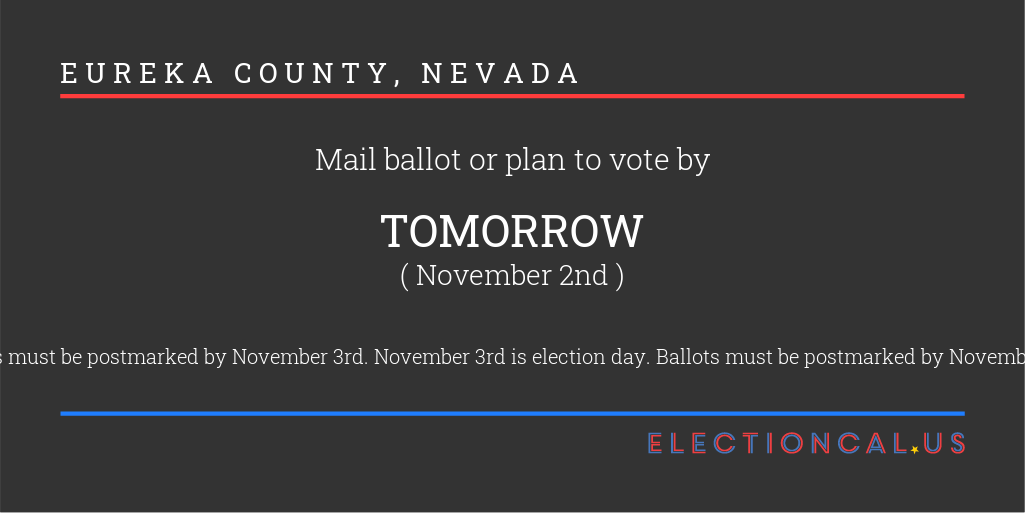 EUREKA COUNTY, NEVADA
Mail ballot or plan to vote by
TOMORROW
( November 2nd )
must be postmarked by November 3rd. November 3rd is election day. Ballots must be postmarked by
ELECTIONCAL.US